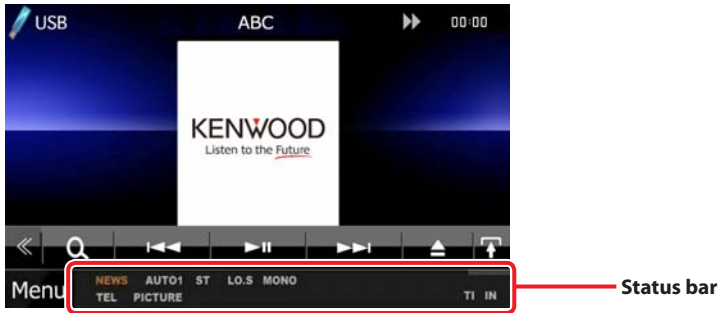 USB ABC 00:00
KENWOOD
Listen to the Future
Menu
NEWS AUTO1 ST LO.S MONO
TEL PICTURE TI IN
Status bar